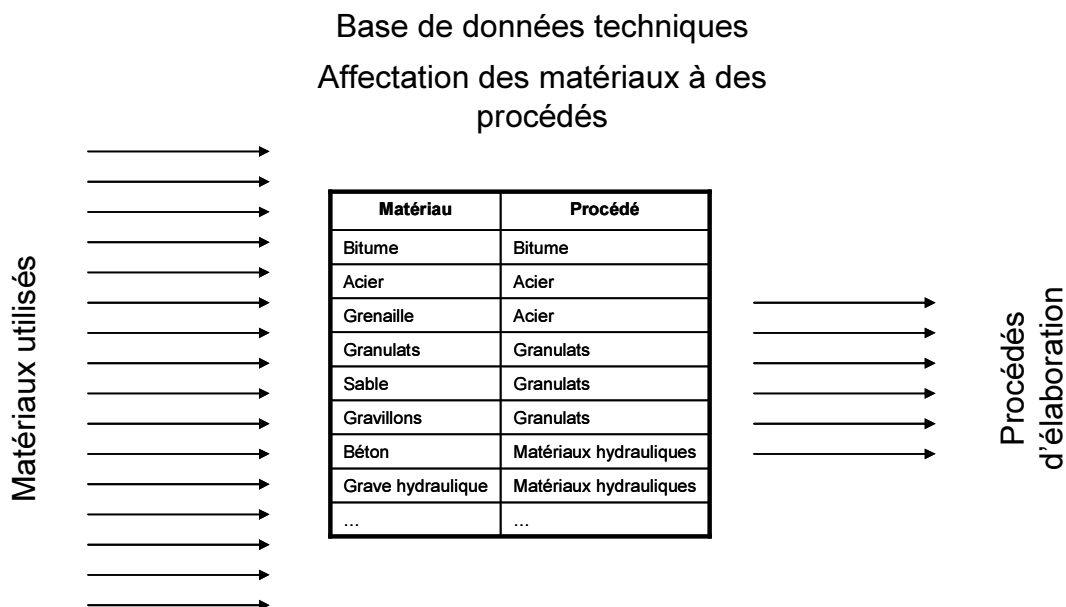 Base de données techniques
Affectation des matériaux à des
procédés
Matériaux utilisés
Matériau Procédé
Bitume Bitume
Acier Acier
Grenaille Acier
Granulats Granulats
Sable Granulats
Gravillons Granulats
Béton Matériaux hydrauliques
Grave hydraulique Matériaux hydrauliques
... ...
Procédés
d'élaboration